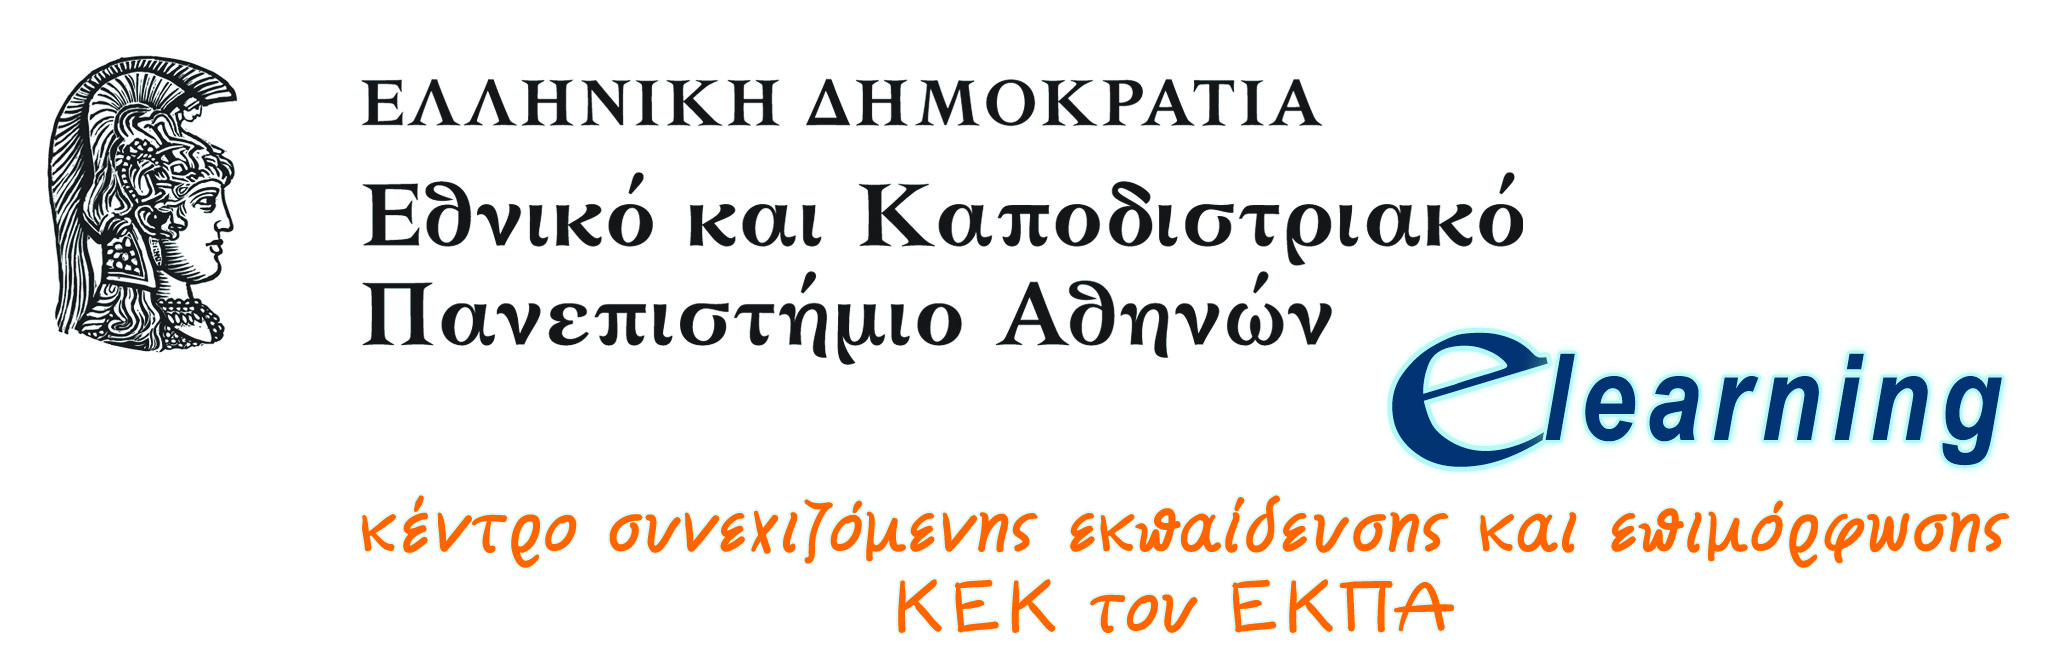 ΕΛΛΗΝΙΚΗ ΔΗΜΟΚΡΑΤΙΑ
Εθνικό και Καποδιστριακό
Πανεπιστήμιο Αθηνών
elearning
κέντρο συνεχιζόμενης εκπαίδευσης και επιμόρφωσης
ΚΕΚ του ΕΚΠΑ